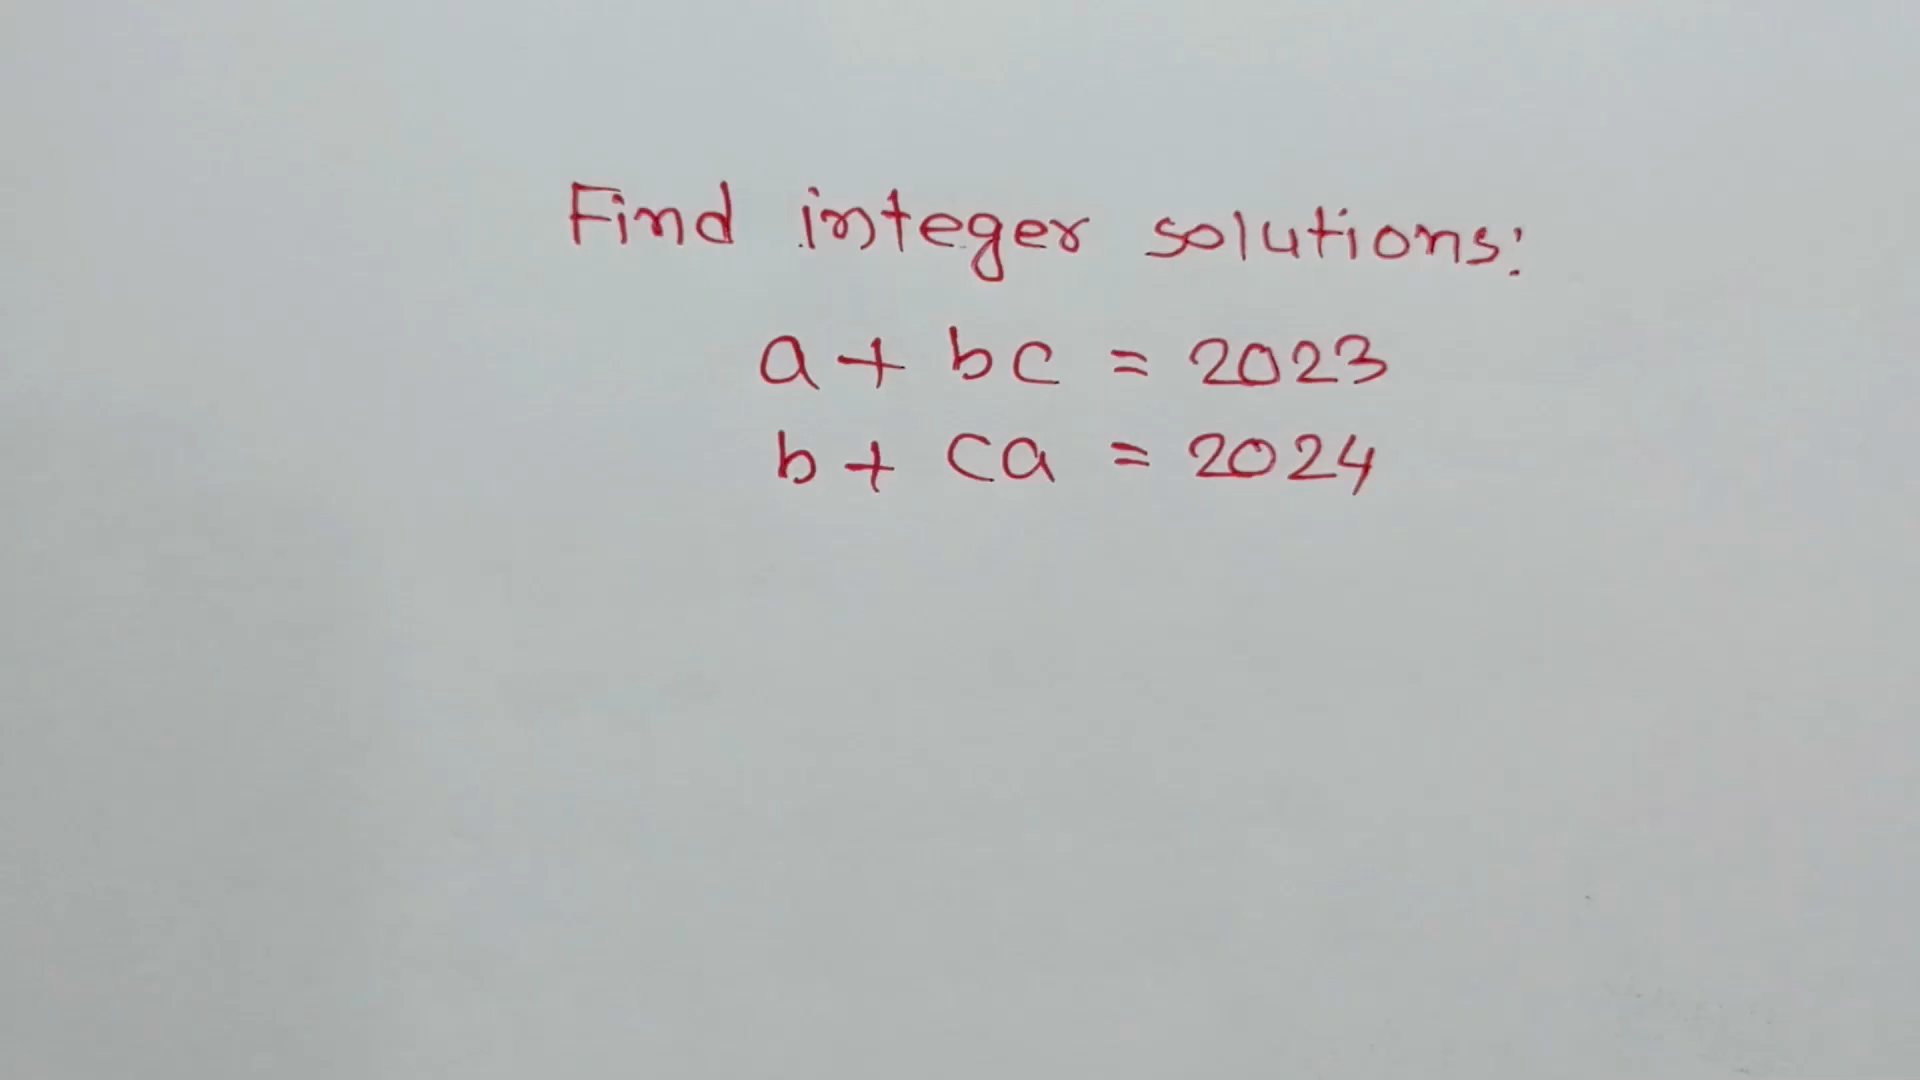 Find integer solutions:
a + bc = 2023
b + ca = 2024